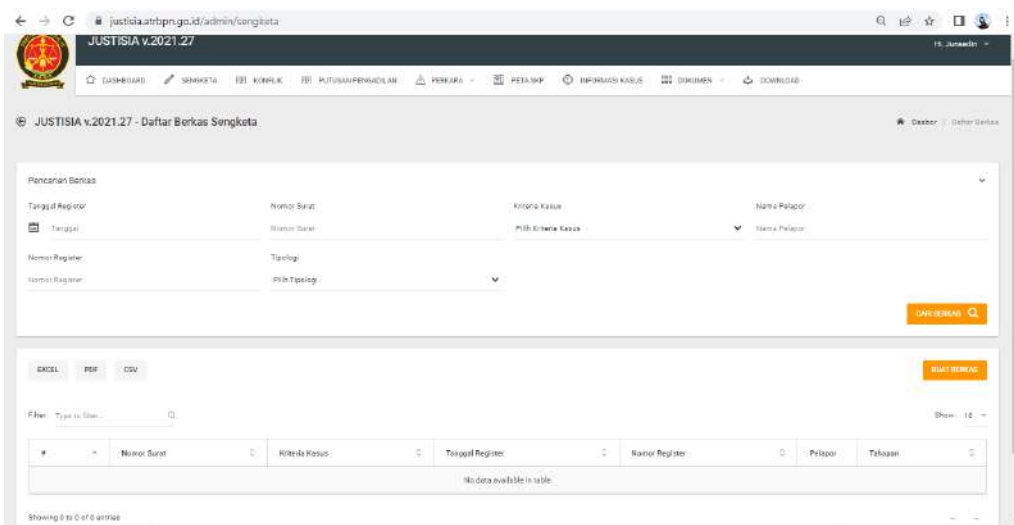 justisia.atrbpn.go.id/admin/sengketa
JUSTISIA v.2021.27
Hi, Junaedin
DASHBOARD SENGKETA KONFLIK PUTUSAN PENGADILAN PERKARA PETA SKP INFORMASI KASUS DOKUMEN DOWNLOAD
JUSTISIA v.2021.27 - Daftar Berkas Sengketa
Dasbor / Daftar Berkas
Pencarian Berkas
Tanggal Register Nomor Surat Kriteria Kasus Nama Pelapor
Tanggal Nomor Surat Pilih Kriteria Kasus Nama Pelapor
Nomor Register Tipologi
Nomor Register Pilih Tipologi
CARI BERKAS
EXCEL PDF CSV
BUAT BERKAS
Filter: Type to filter... Show: 10
# Nomor Surat Kriteria Kasus Tanggal Register Nomor Register Pelapor Tahapan
No data available in table
Showing 0 to 0 of 0 entries